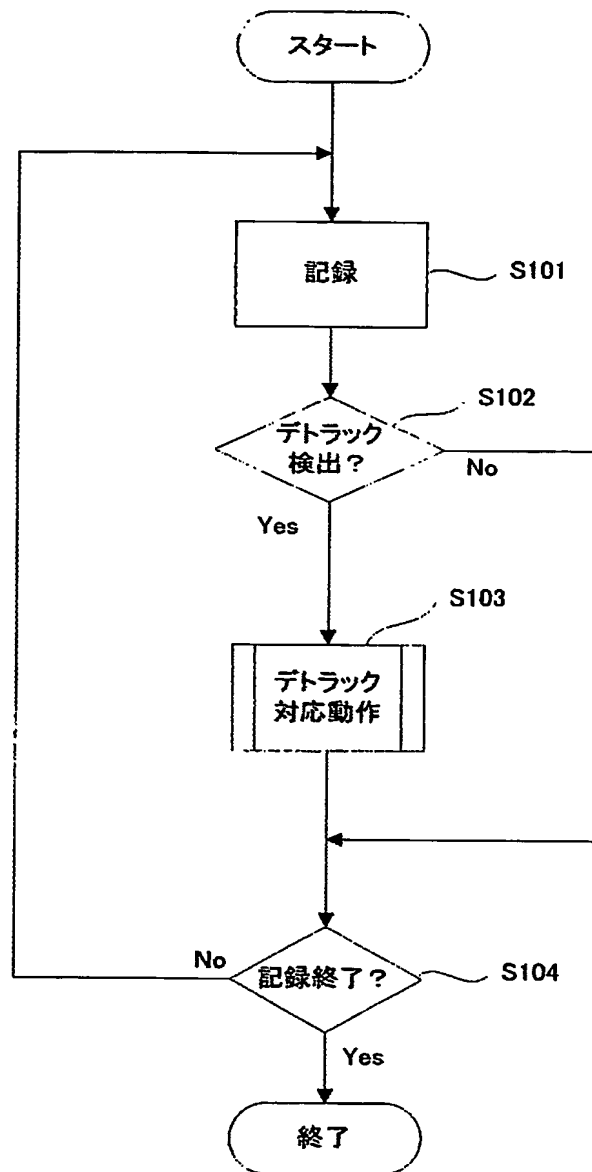 スタート
記録
S101
S102
デトラック
検出？
No
Yes
S103
デトラック
対応動作
No
記録終了？
S104
Yes
終了